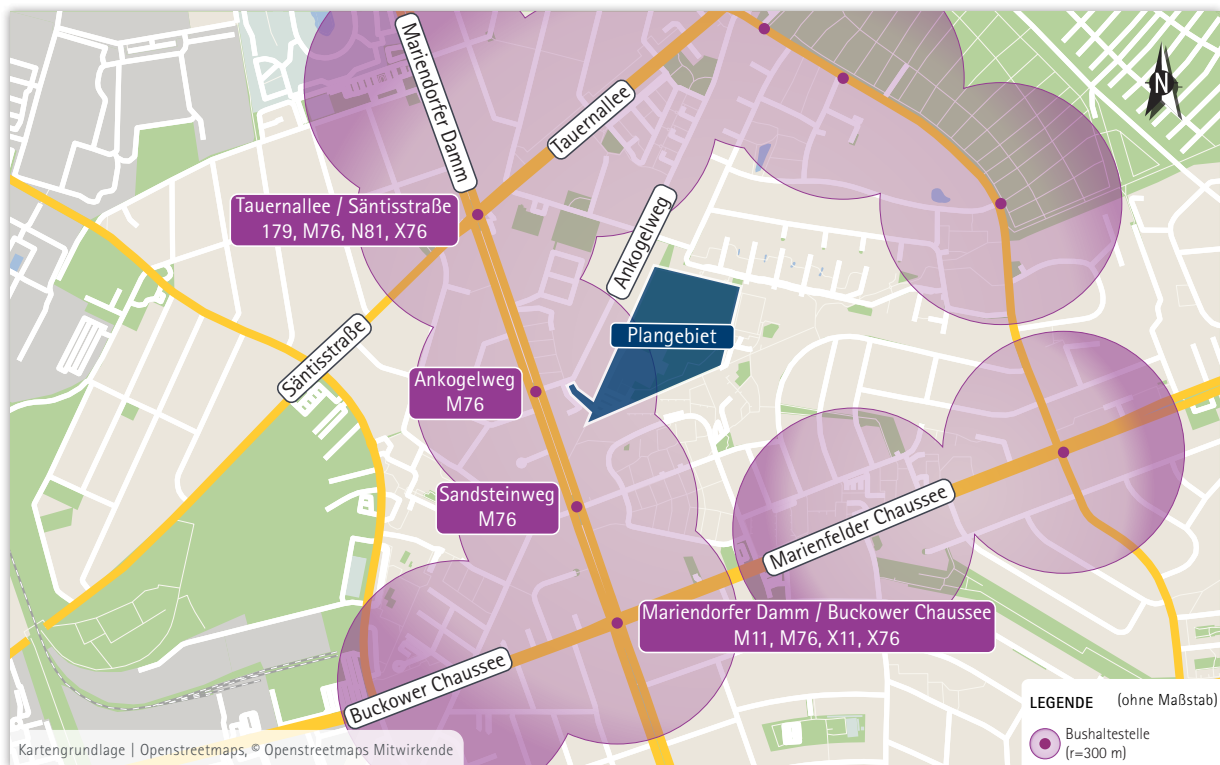 Mariendorfer Damm
Tauernallee
N
Tauernallee / Säntisstraße
179, M76, N81, X76
Ankogelweg
Plangebiet
Säntisstraße
Ankogelweg
M76
Sandsteinweg
M76
Marienfelder Chaussee
Mariendorfer Damm / Buckower Chaussee
M11, M76, X11, X76
Buckower Chaussee
LEGENDE (ohne Maßstab)
Bushaltestelle
(r=300 m)
Kartengrundlage | Openstreetmaps, © Openstreetmaps Mitwirkende